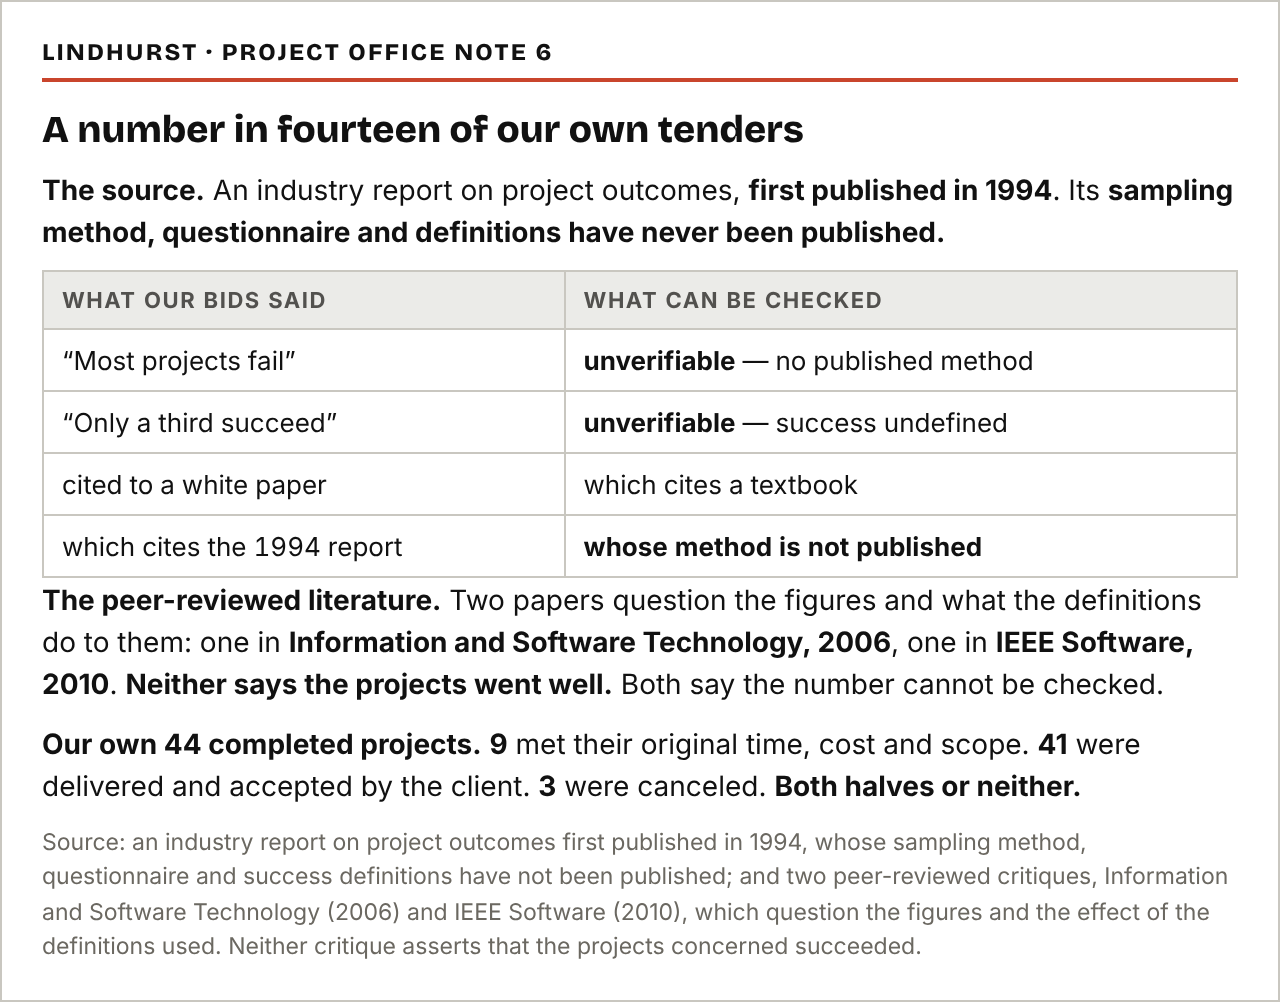 LINDHURST · PROJECT OFFICE NOTE 6
A number in fourteen of our own tenders
The source. An industry report on project outcomes, first published in 1994. Its sampling
method, questionnaire and definitions have never been published.
WHAT OUR BIDS SAID WHAT CAN BE CHECKED
“Most projects fail” unverifiable — no published method
“Only a third succeed” unverifiable — success undefined
cited to a white paper which cites a textbook
which cites the 1994 report whose method is not published
The peer-reviewed literature. Two papers question the figures and what the definitions
do to them: one in Information and Software Technology, 2006, one in IEEE Software,
2010. Neither says the projects went well. Both say the number cannot be checked.
Our own 44 completed projects. 9 met their original time, cost and scope. 41 were
delivered and accepted by the client. 3 were canceled. Both halves or neither.
Source: an industry report on project outcomes first published in 1994, whose sampling method,
questionnaire and success definitions have not been published; and two peer-reviewed critiques, Information
and Software Technology (2006) and IEEE Software (2010), which question the figures and the effect of the
definitions used. Neither critique asserts that the projects concerned succeeded.